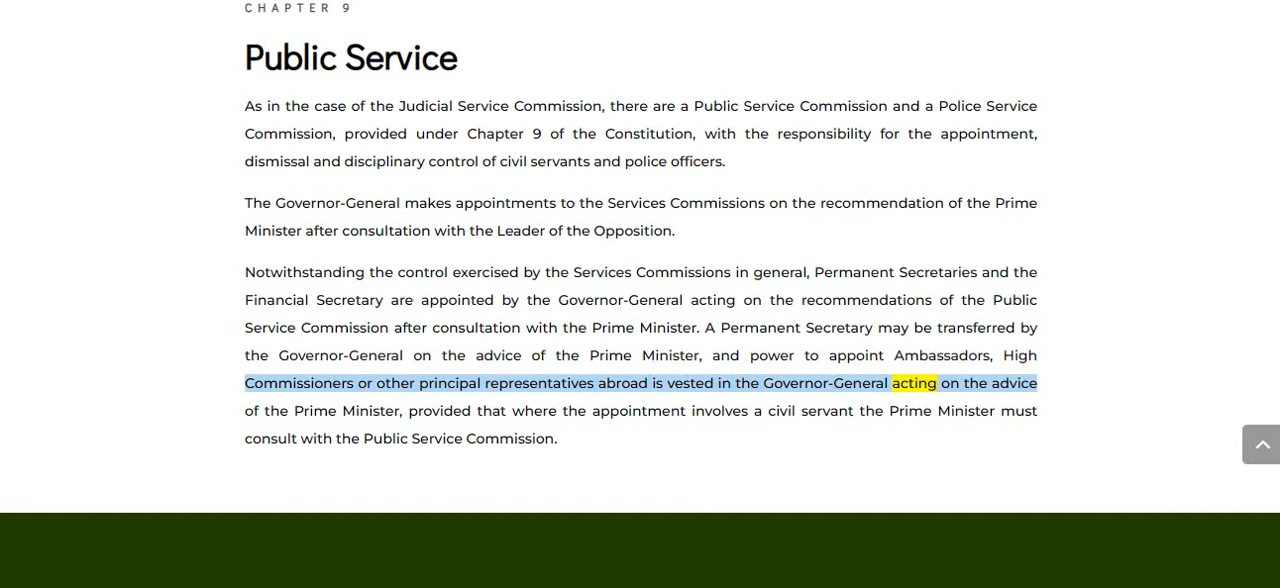 CHAPTER 9
Public Service
As in the case of the Judicial Service Commission, there are a Public Service Commission and a Police Service
Commission, provided under Chapter 9 of the Constitution, with the responsibility for the appointment,
dismissal and disciplinary control of civil servants and police officers.
The Governor-General makes appointments to the Services Commissions on the recommendation of the Prime
Minister after consultation with the Leader of the Opposition.
Notwithstanding the control exercised by the Services Commissions in general, Permanent Secretaries and the
Financial Secretary are appointed by the Governor-General acting on the recommendations of the Public
Service Commission after consultation with the Prime Minister. A Permanent Secretary may be transferred by
the Governor-General on the advice of the Prime Minister, and power to appoint Ambassadors, High
Commissioners or other principal representatives abroad is vested in the Governor-General acting on the advice
of the Prime Minister, provided that where the appointment involves a civil servant the Prime Minister must
consult with the Public Service Commission.